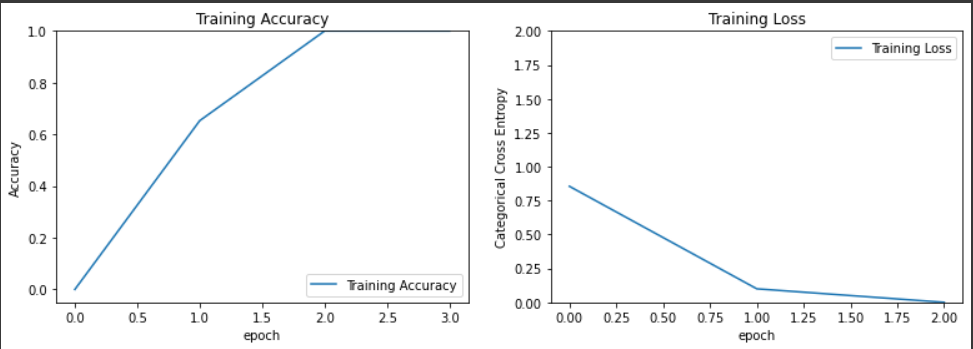 Training Accuracy
1.0
0.8
0.6
0.4
0.2
0.0
Accuracy
Training Accuracy
0.0 0.5 1.0 1.5 2.0 2.5 3.0
epoch
Training Loss
2.00
1.75
1.50
1.25
1.00
0.75
0.50
0.25
0.00
Categorical Cross Entropy
Training Loss
0.00 0.25 0.50 0.75 1.00 1.25 1.50 1.75 2.00
epoch